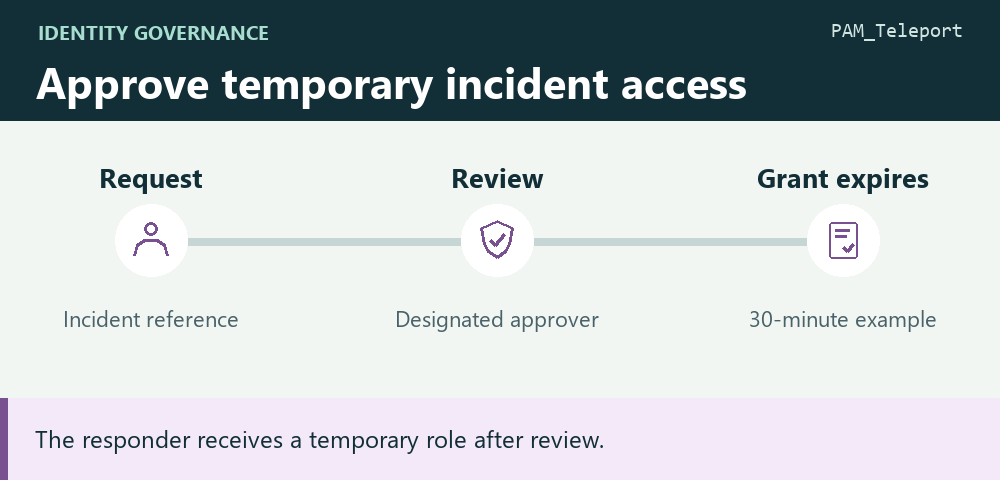 IDENTITY GOVERNANCE
PAM_Teleport
Approve temporary incident access
Request
Review
Grant expires
Incident reference
Designated approver
30-minute example
The responder receives a temporary role after review.